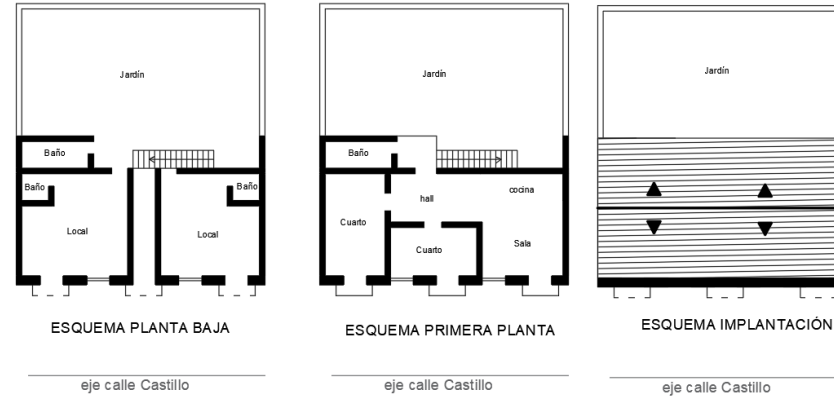 Jardín
Baño
Baño
Baño
Local
Local
ESQUEMA PLANTA BAJA
eje calle Castillo
Jardín
Baño
cocina
hall
Cuarto
Cuarto
Sala
ESQUEMA PRIMERA PLANTA
eje calle Castillo
Jardín
ESQUEMA IMPLANTACIÓN
eje calle Castillo